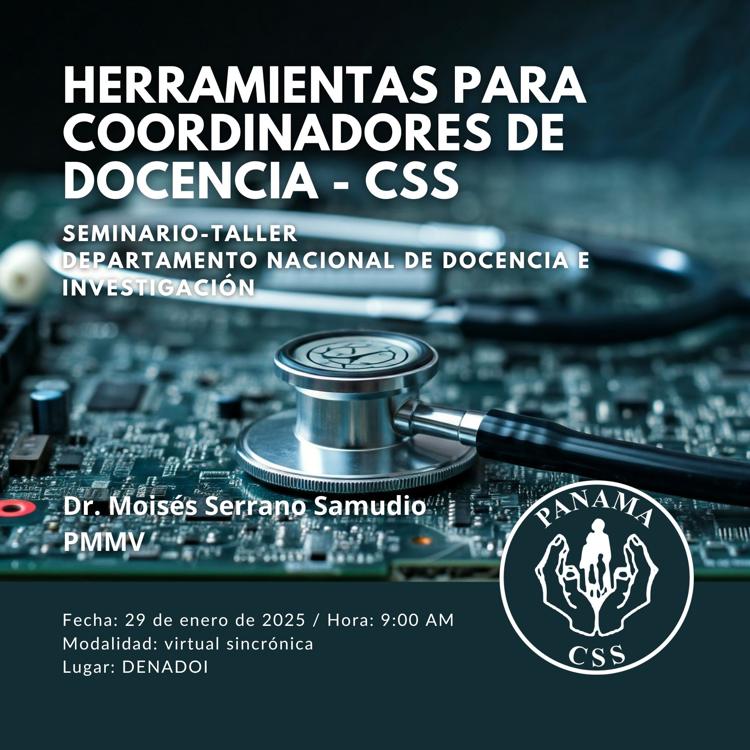 HERRAMIENTAS PARA
COORDINADORES DE
DOCENCIA - CSS
SEMINARIO-TALLER
DEPARTAMENTO NACIONAL DE DOCENCIA E
INVESTIGACIÓN
Dr. Moisés Serrano Samudio
PMMV
PANAMA
CSS
Fecha: 29 de enero de 2025 / Hora: 9:00 AM
Modalidad: virtual sincrónica
Lugar: DENADOI